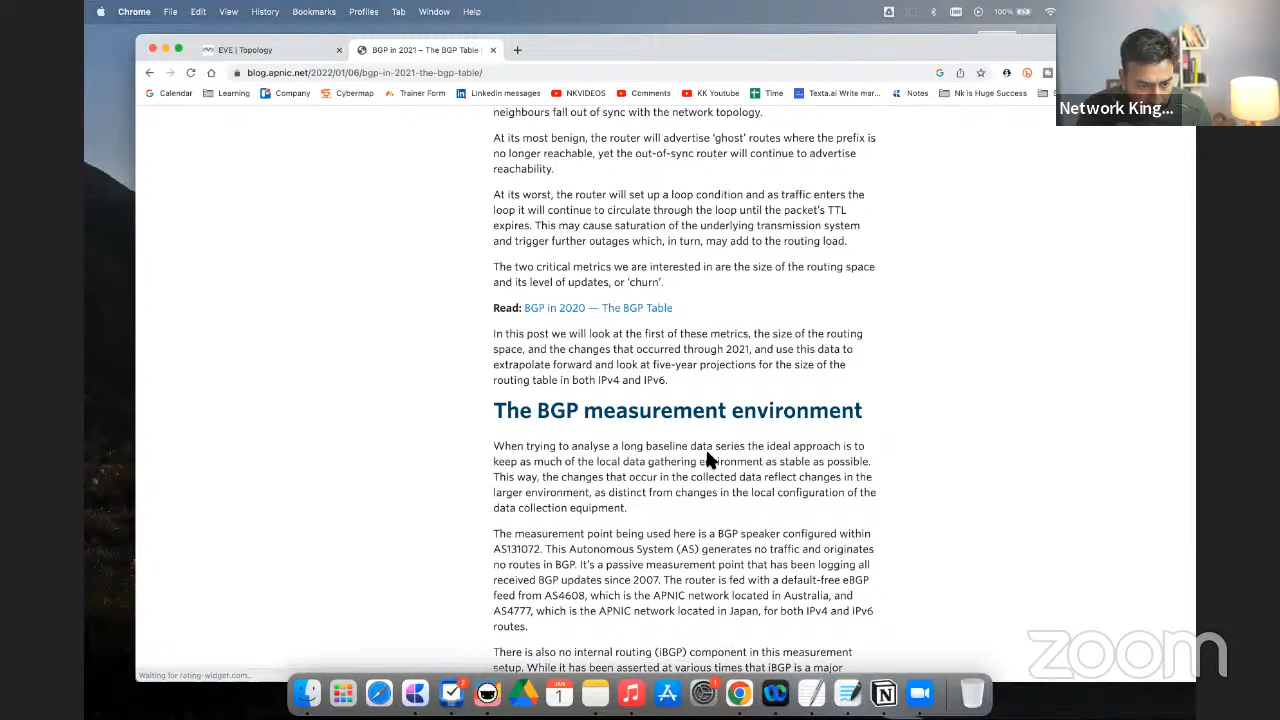 Chrome File Edit View History Bookmarks Profiles Tab Window Help 100%
EVE | Topology BGP in 2021 – The BGP Table
blog.apnic.net/2022/01/06/bgp-in-2021-the-bgp-table/
Calendar Learning Company Cybermap Trainer Form Linkedin messages NKVIDEOS Comments KK Youtube Time Texta.ai Write mar... Notes Nk is Huge Success
Network King...
neighbours fall out of sync with the network topology.
At its most benign, the router will advertise ‘ghost’ routes where the prefix is
no longer reachable, yet the out-of-sync router will continue to advertise
reachability.
At its worst, the router will set up a loop condition and as traffic enters the
loop it will continue to circulate through the loop until the packet’s TTL
expires. This may cause saturation of the underlying transmission system
and trigger further outages which, in turn, may add to the routing load.
The two critical metrics we are interested in are the size of the routing space
and its level of updates, or ‘churn’.
Read: BGP in 2020 — The BGP Table
In this post we will look at the first of these metrics, the size of the routing
space, and the changes that occurred through 2021, and use this data to
extrapolate forward and look at five-year projections for the size of the
routing table in both IPv4 and IPv6.
The BGP measurement environment
When trying to analyse a long baseline data series the ideal approach is to
keep as much of the local data gathering environment as stable as possible.
This way, the changes that occur in the collected data reflect changes in the
larger environment, as distinct from changes in the local configuration of the
data collection equipment.
The measurement point being used here is a BGP speaker configured within
AS131072. This Autonomous System (AS) generates no traffic and originates
no routes in BGP. It’s a passive measurement point that has been logging all
received BGP updates since 2007. The router is fed with a default-free eBGP
feed from AS4608, which is the APNIC network located in Australia, and
AS4777, which is the APNIC network located in Japan, for both IPv4 and IPv6
routes.
There is also no internal routing (iBGP) component in this measurement
setup. While it has been asserted at various times that iBGP is a major
Waiting for rating-widget.com...
zoom
2
JAN
1
1